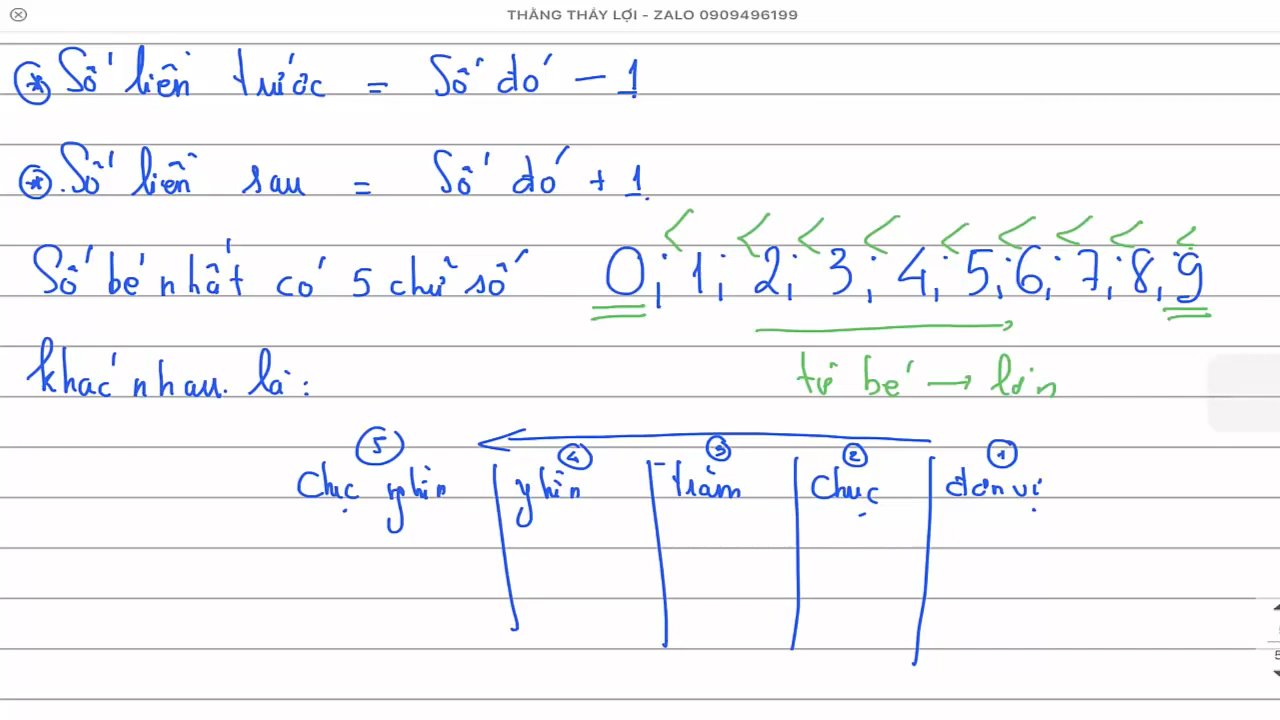 THẮNG THẦY LỢI - ZALO 0909496199
* Số liền trước = Số đó - 1
* Số liền sau = Số đó + 1
< < < < < < < < <
Số bé nhất có 5 chữ số 0; 1; 2; 3; 4; 5; 6; 7; 8; 9
khác nhau là: từ bé → lớn
5 4 3 2 1
Chục nghìn nghìn trăm chục đơn vị
5